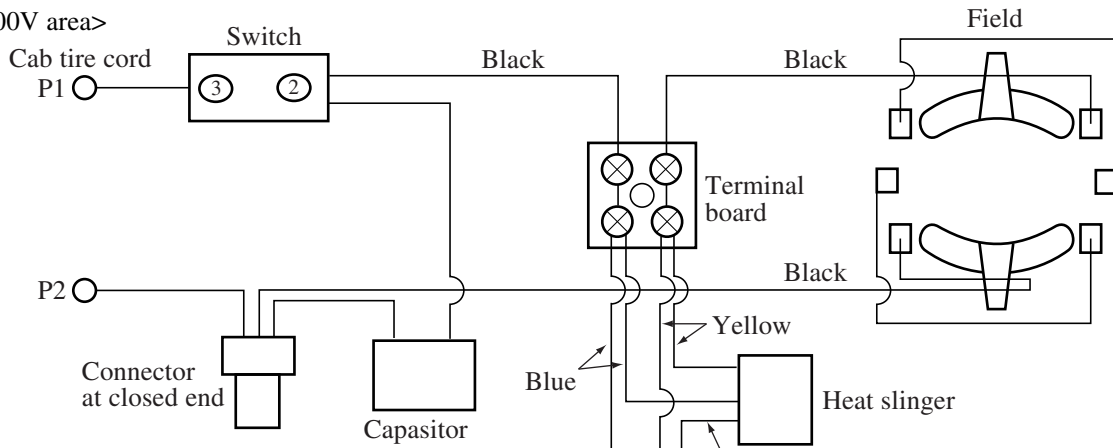 00V area>
Switch
Field
Cab tire cord
P1
3
2
Black
Black
Terminal
board
P2
Black
Yellow
Blue
Connector
at closed end
Capasitor
Heat slinger